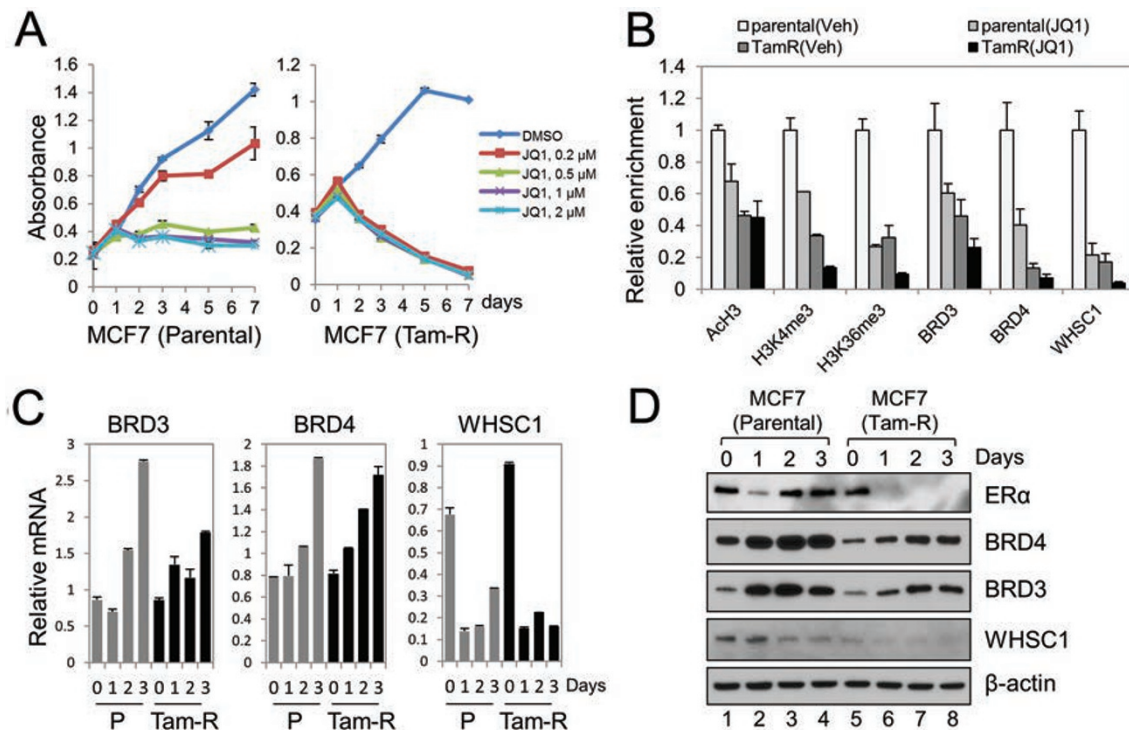 A
Absorbance
1.6
1.4
1.2
1
0.8
0.6
0.4
0.2
0
0 1 2 3 4 5 6 7
MCF7 (Parental)
1.2
1
0.8
0.6
0.4
0.2
0
0 1 2 3 4 5 6 7 days
MCF7 (Tam-R)
DMSO
JQ1, 0.2 µM
JQ1, 0.5 µM
JQ1, 1 µM
JQ1, 2 µM
B
parental(Veh) parental(JQ1)
TamR(Veh) TamR(JQ1)
Relative enrichment
1.2
1
0.8
0.6
0.4
0.2
0
AcH3 H3K4me3 H3K36me3 BRD3 BRD4 WHSC1
C
Relative mRNA
BRD3
3
2.5
2
1.5
1
0.5
0
0 1 2 3 0 1 2 3
P Tam-R
BRD4
2
1.8
1.6
1.4
1.2
1
0.8
0.6
0.4
0.2
0
0 1 2 3 0 1 2 3
P Tam-R
WHSC1
1
0.9
0.8
0.7
0.6
0.5
0.4
0.3
0.2
0.1
0
0 1 2 3 0 1 2 3 Days
P Tam-R
D
MCF7 MCF7
(Parental) (Tam-R)
0 1 2 3 0 1 2 3 Days
ERα
BRD4
BRD3
WHSC1
β-actin
1 2 3 4 5 6 7 8